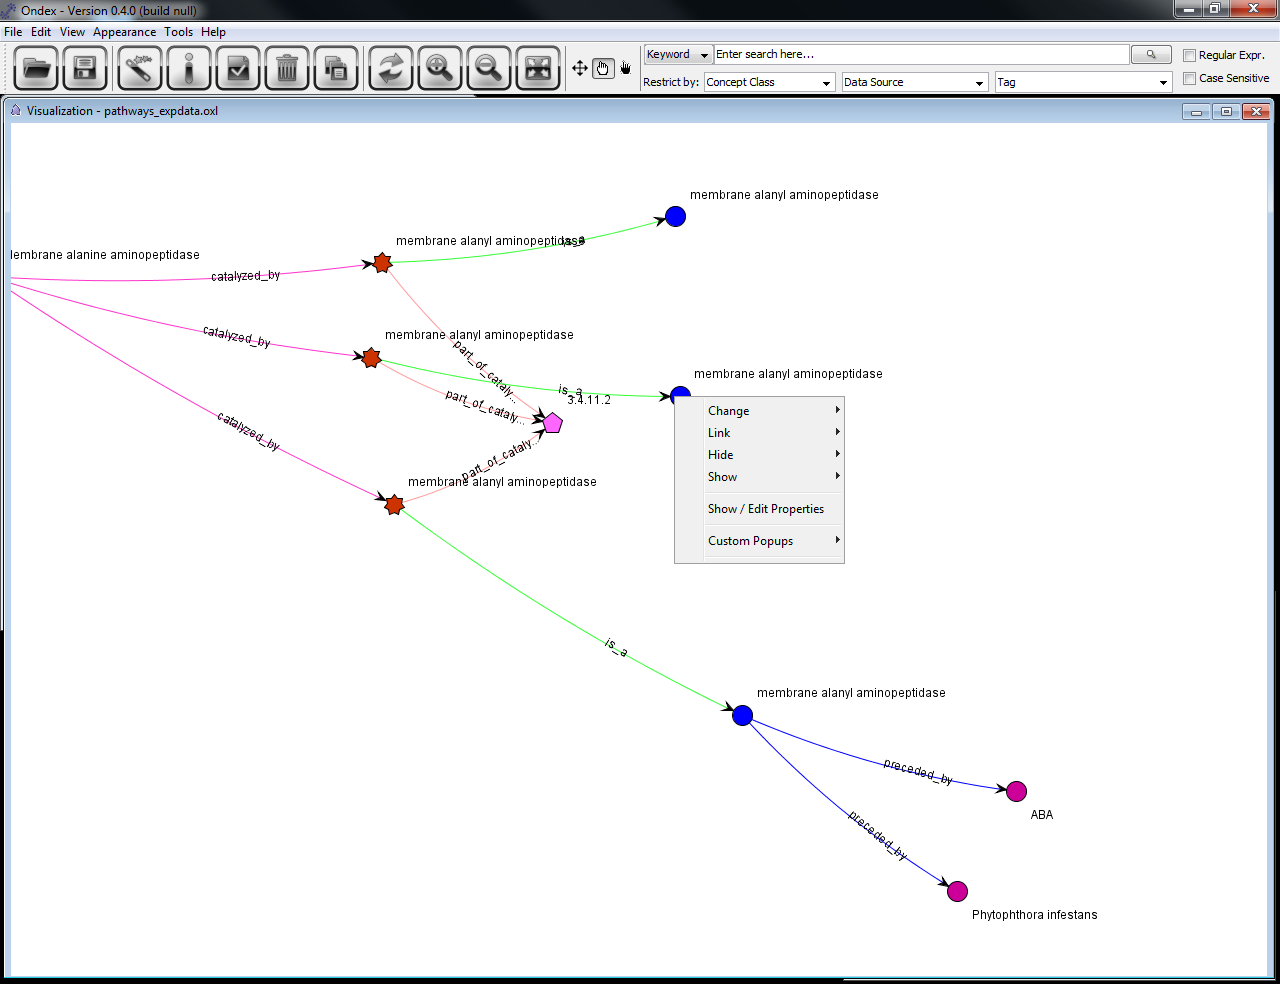 Ondex - Version 0.4.0 (build null)
File Edit View Appearance Tools Help
Keyword
Enter search here...
Regular Expr.
Restrict by:
Concept Class
Data Source
Tag
Case Sensitive
Visualization - pathways_expdata.oxl
membrane alanyl aminopeptidase
membrane alanyl aminopeptidase
is_a
alanine aminopeptidase
catalyzed_by
catalyzed_by
membrane alanyl aminopeptidase
part_of_cataly...
membrane alanyl aminopeptidase
is_a
3.4.11.2
part_of_cataly...
Change
Link
Hide
Show
Show / Edit Properties
Custom Popups
catalyzed_by
part_of_cataly...
membrane alanyl aminopeptidase
is_a
membrane alanyl aminopeptidase
preceded_by
ABA
preceded_by
Phytophthora infestans